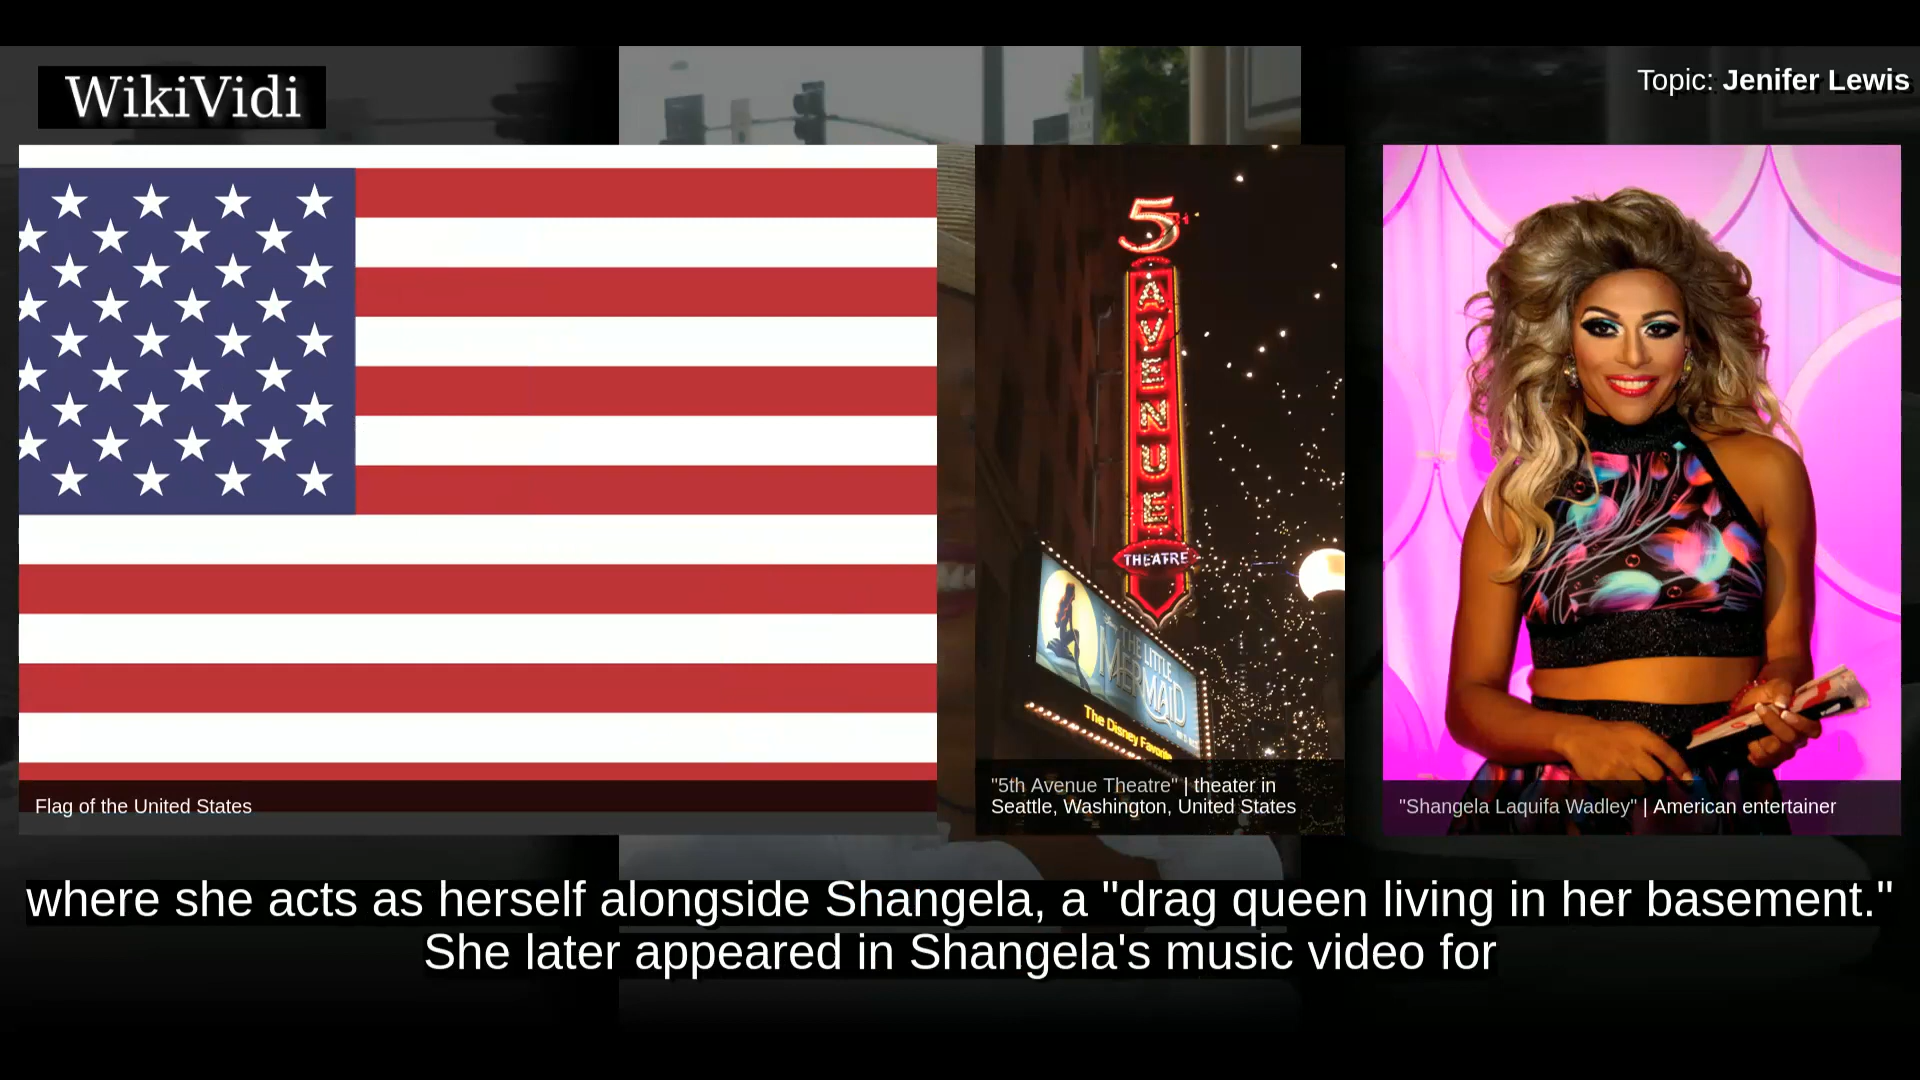 WikiVidi
Topic: Jenifer Lewis
5
AVENUE
THEATRE
THE LITTLE
MERMAID
The Disney Favorite
Flag of the United States
"5th Avenue Theatre" | theater in
Seattle, Washington, United States
"Shangela Laquifa Wadley" | American entertainer
where she acts as herself alongside Shangela, a "drag queen living in her basement."
She later appeared in Shangela's music video for